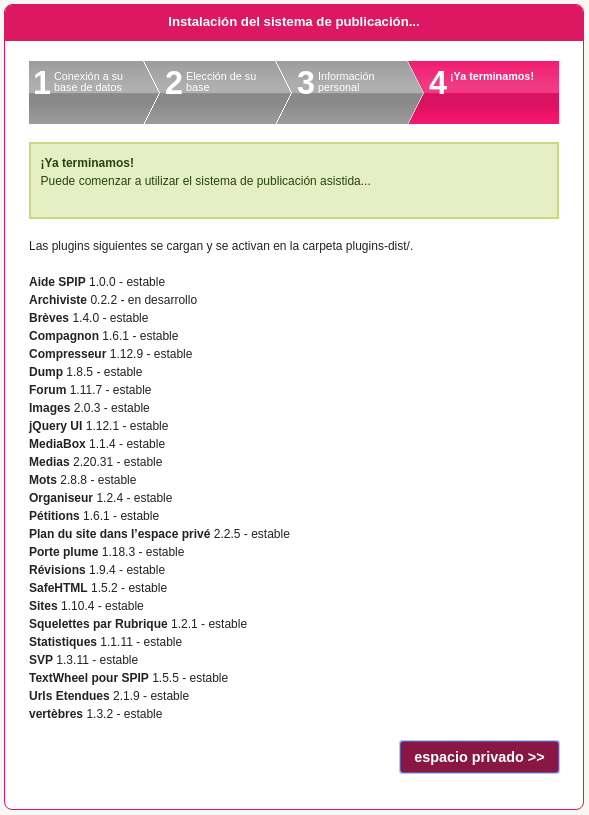 Instalación del sistema de publicación...
1 Conexión a su
base de datos
2 Elección de su
base
3 Información
personal
4 ¡Ya terminamos!
¡Ya terminamos!
Puede comenzar a utilizar el sistema de publicación asistida...
Las plugins siguientes se cargan y se activan en la carpeta plugins-dist/.
Aide SPIP 1.0.0 - estable
Archiviste 0.2.2 - en desarrollo
Brèves 1.4.0 - estable
Compagnon 1.6.1 - estable
Compresseur 1.12.9 - estable
Dump 1.8.5 - estable
Forum 1.11.7 - estable
Images 2.0.3 - estable
jQuery UI 1.12.1 - estable
MediaBox 1.1.4 - estable
Medias 2.20.31 - estable
Mots 2.8.8 - estable
Organiseur 1.2.4 - estable
Pétitions 1.6.1 - estable
Plan du site dans l’espace privé 2.2.5 - estable
Porte plume 1.18.3 - estable
Révisions 1.9.4 - estable
SafeHTML 1.5.2 - estable
Sites 1.10.4 - estable
Squelettes par Rubrique 1.2.1 - estable
Statistiques 1.1.11 - estable
SVP 1.3.11 - estable
TextWheel pour SPIP 1.5.5 - estable
Urls Etendues 2.1.9 - estable
vertèbres 1.3.2 - estable
espacio privado >>